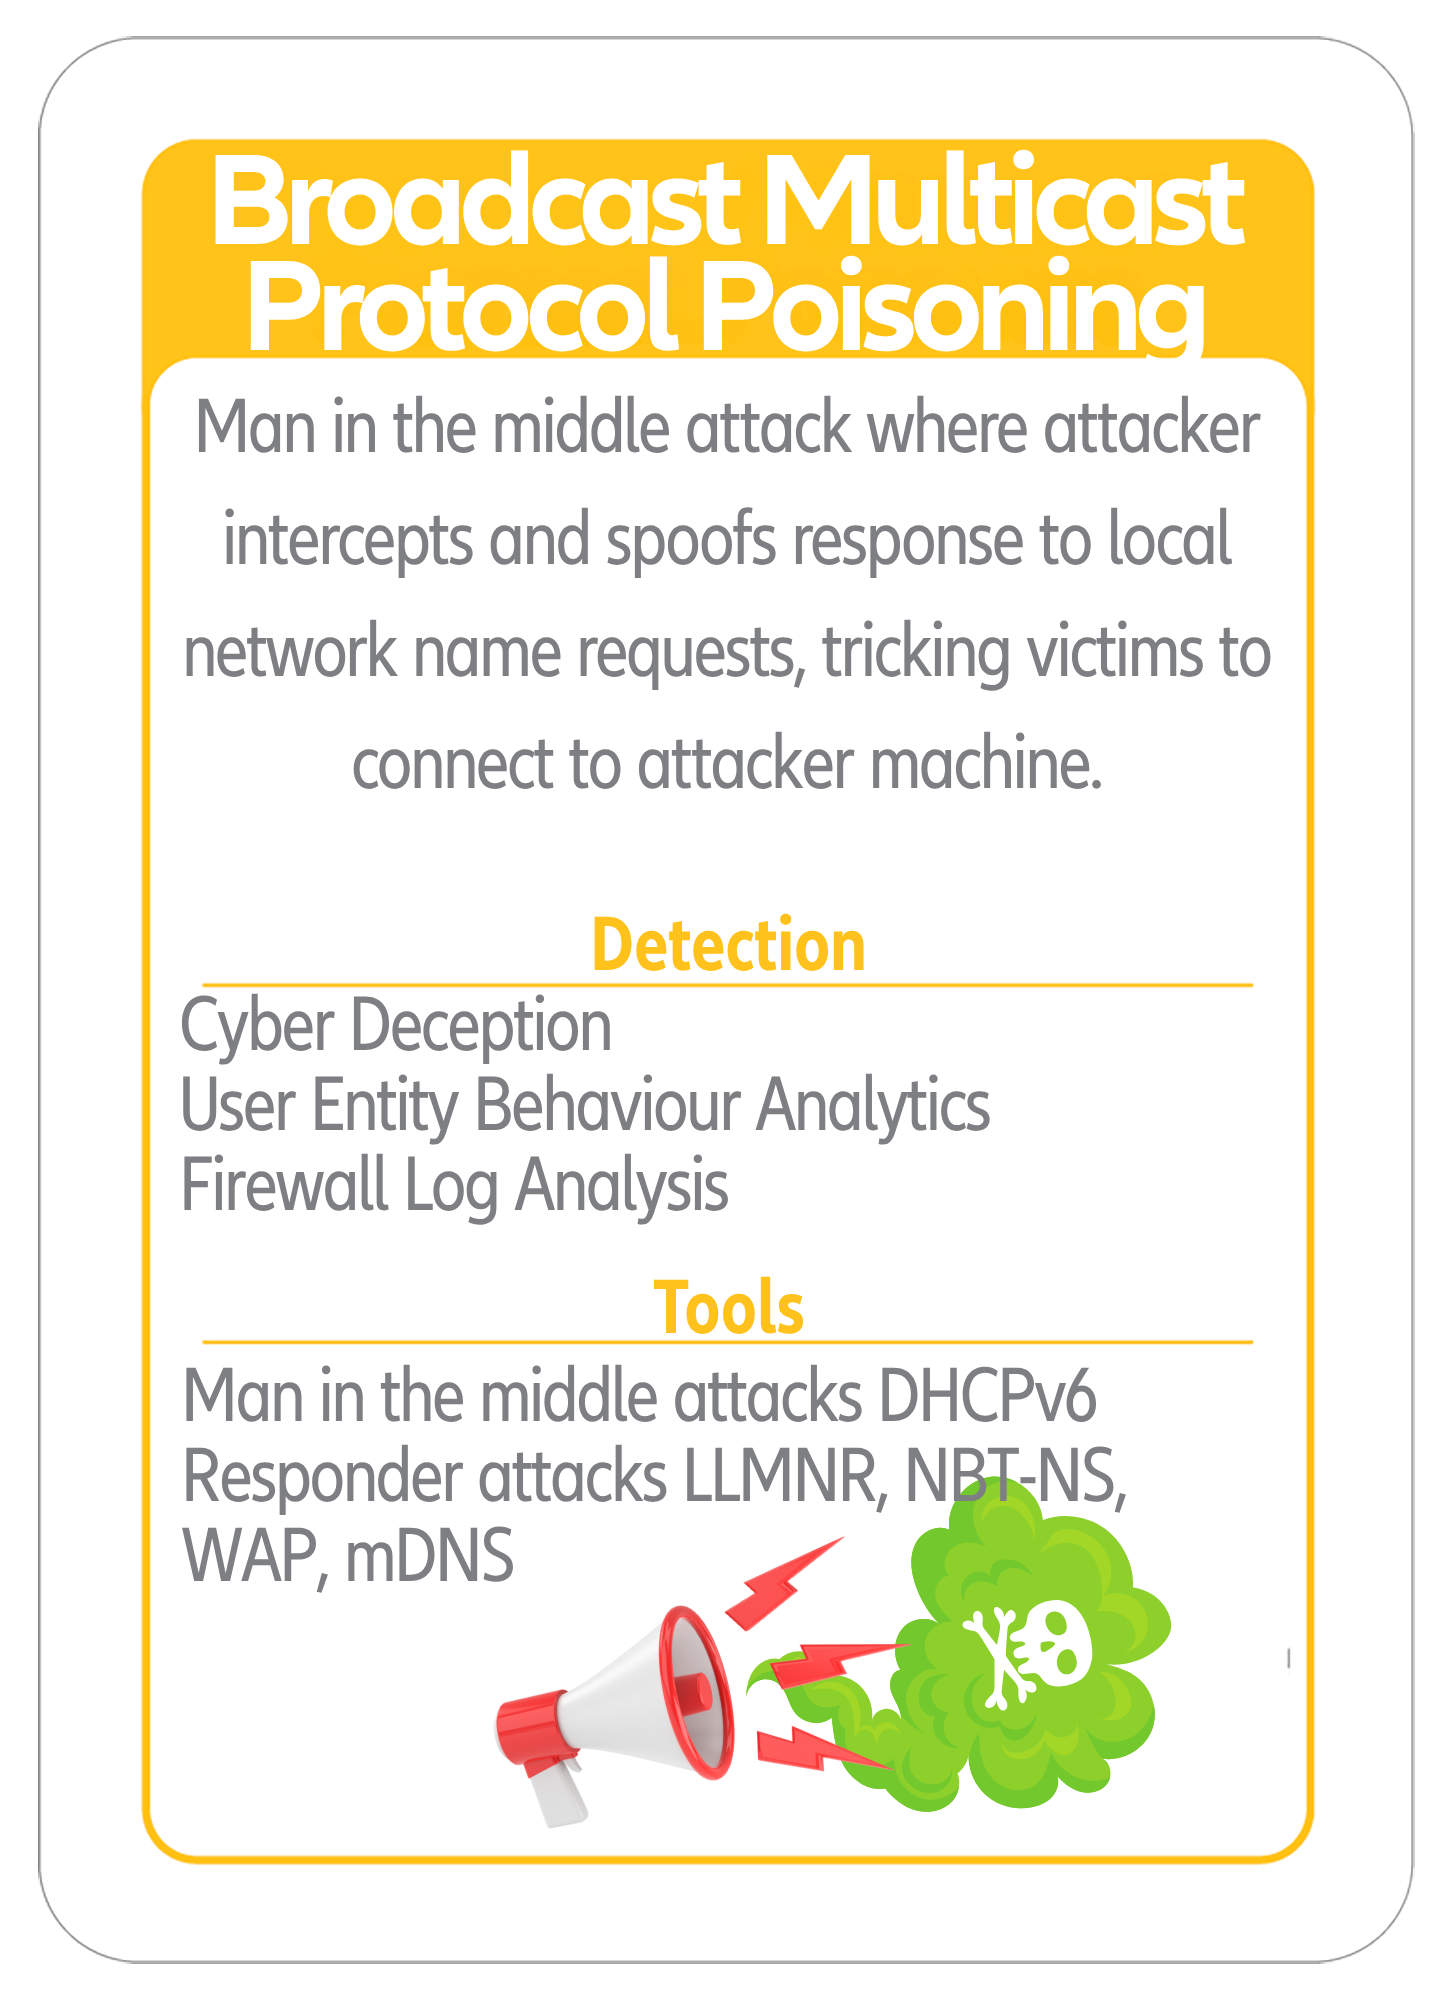 Broadcast Multicast
Protocol Poisoning
Man in the middle attack where attacker
intercepts and spoofs response to local
network name requests, tricking victims to
connect to attacker machine.
Detection
Cyber Deception
User Entity Behaviour Analytics
Firewall Log Analysis
Tools
Man in the middle attacks DHCPv6
Responder attacks LLMNR, NBT-NS,
WAP, mDNS